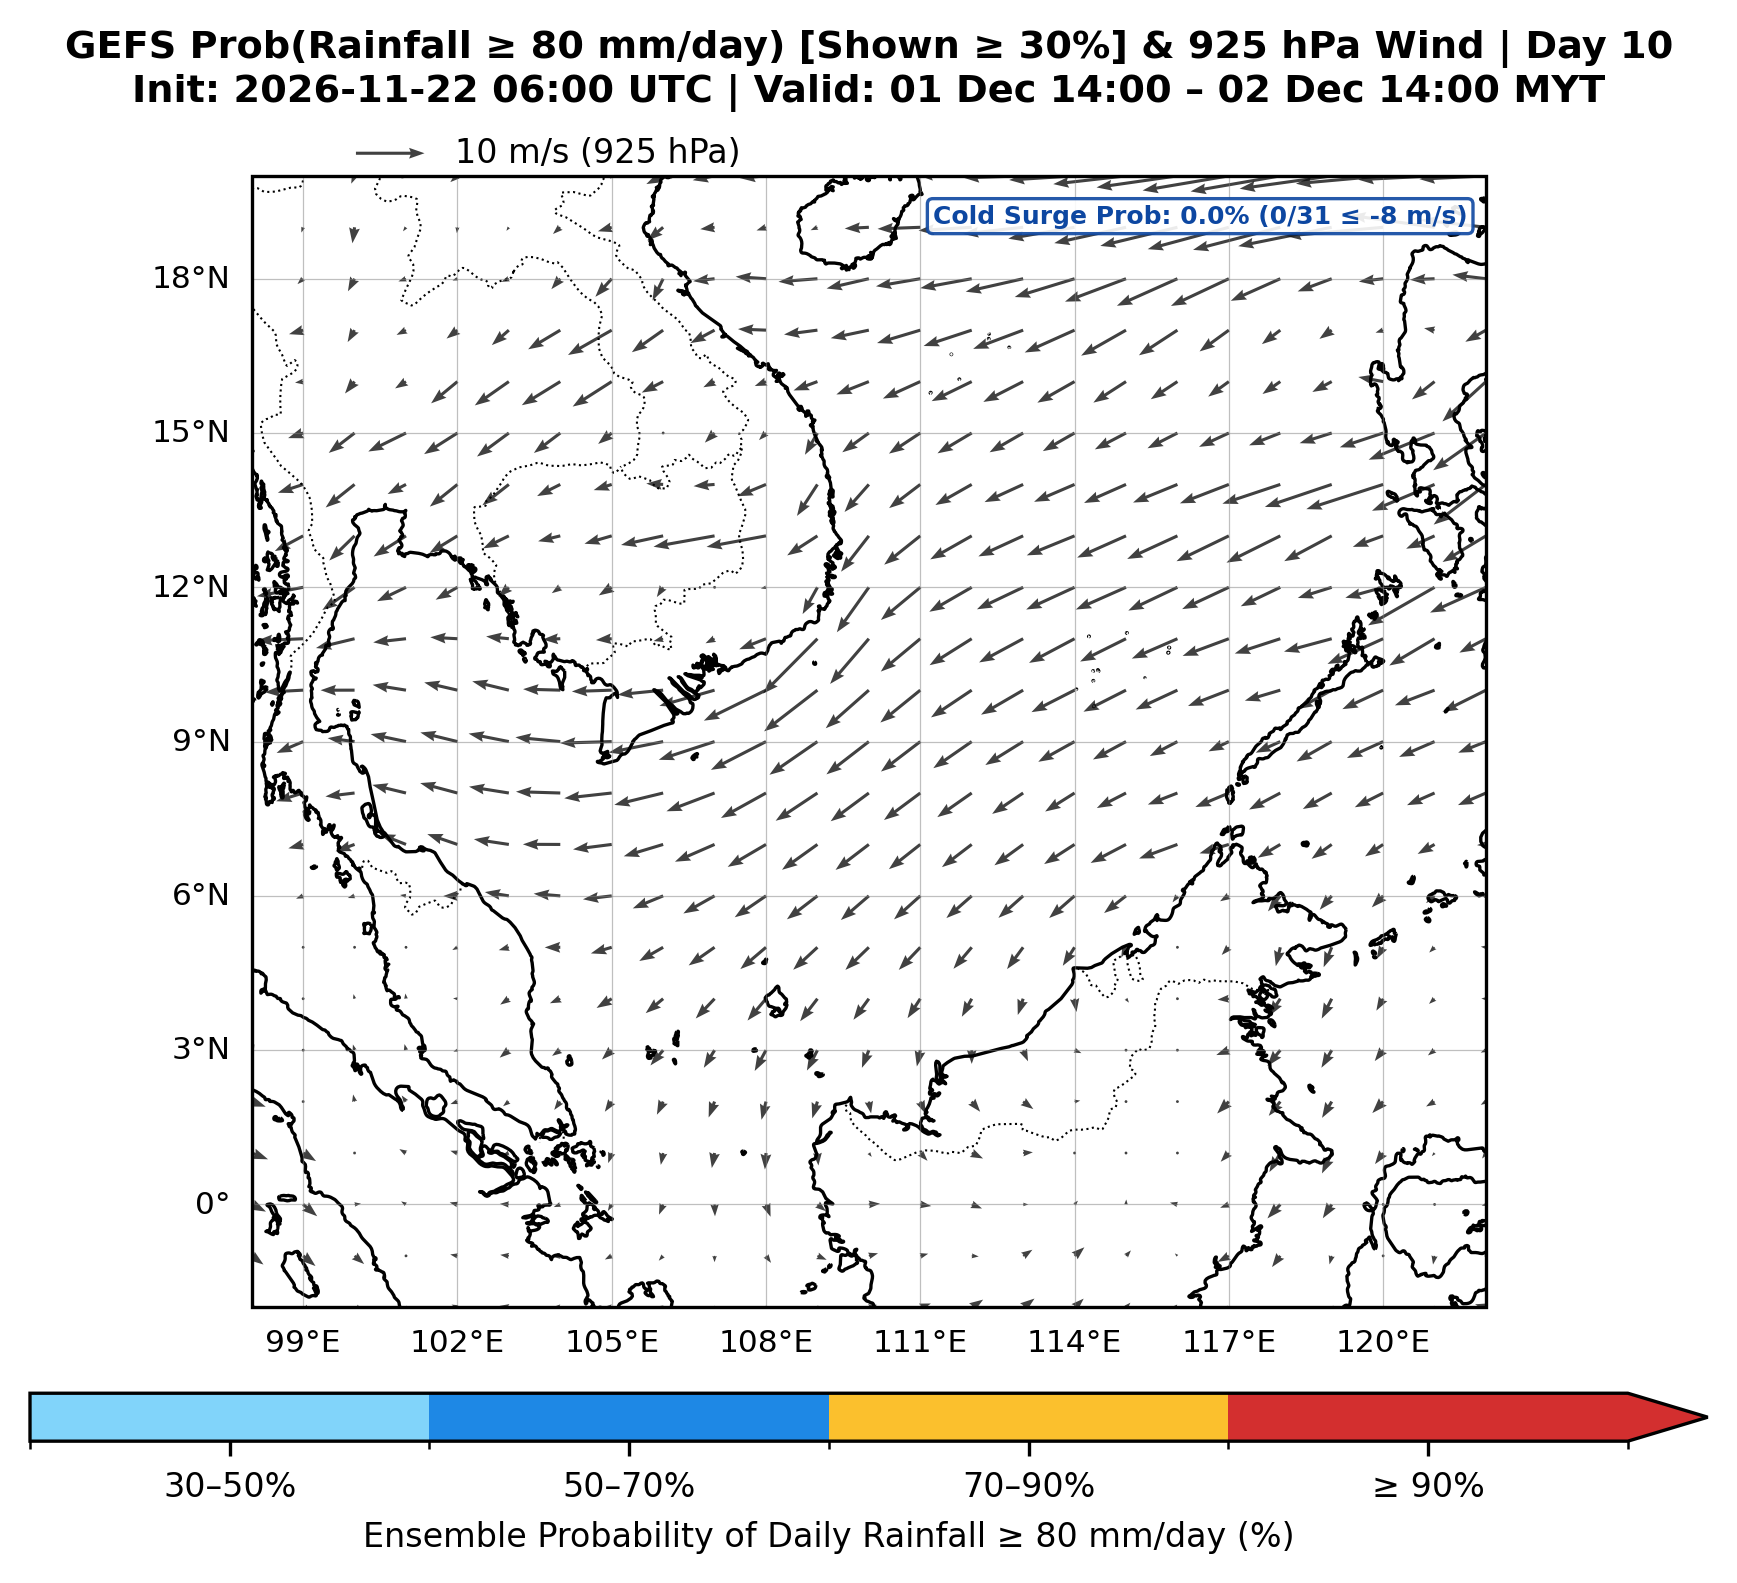 GEFS Prob(Rainfall ≥ 80 mm/day) [Shown ≥ 30%] & 925 hPa Wind | Day 10
Init: 2026-11-22 06:00 UTC | Valid: 01 Dec 14:00 – 02 Dec 14:00 MYT
10 m/s (925 hPa)
Cold Surge Prob: 0.0% (0/31 ≤ -8 m/s)
18°N
15°N
12°N
9°N
6°N
3°N
0°
99°E 102°E 105°E 108°E 111°E 114°E 117°E 120°E
30–50% 50–70% 70–90% ≥ 90%
Ensemble Probability of Daily Rainfall ≥ 80 mm/day (%)